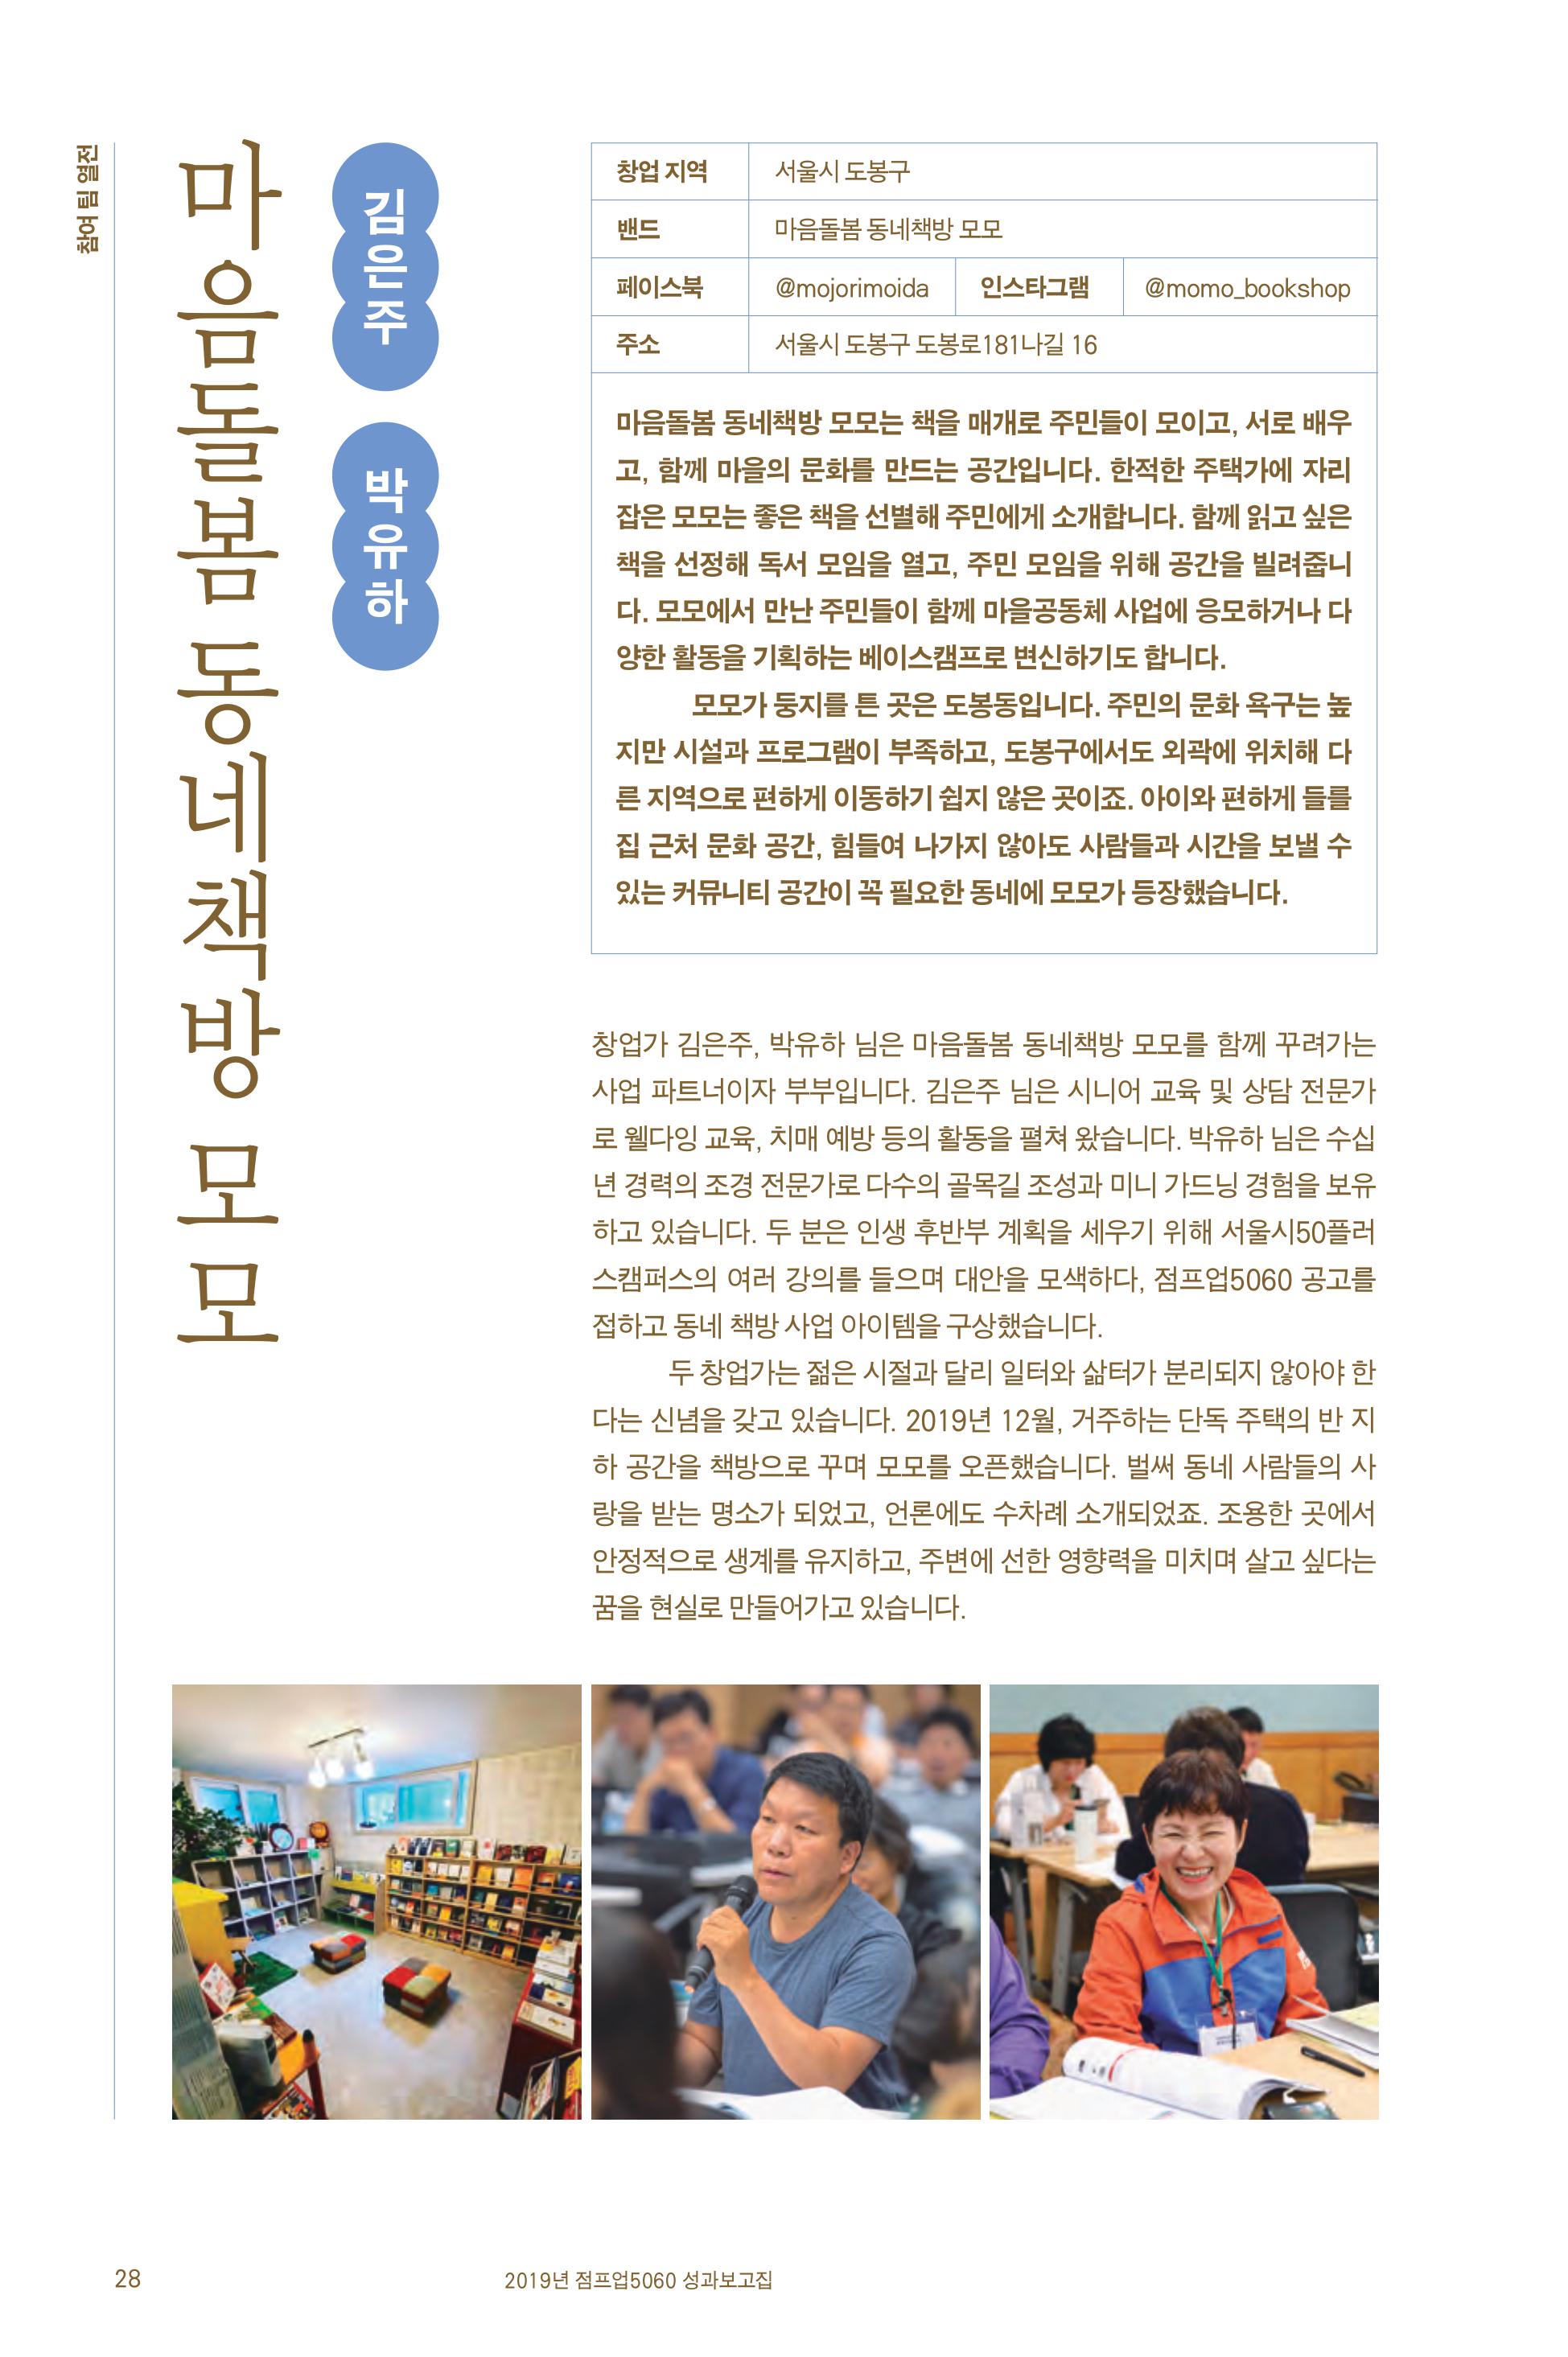 참여 팀 열전
마음돌봄 동네책방 모모
김은주
박유하
창업 지역 서울시 도봉구
밴드 마음돌봄 동네책방 모모
페이스북 @mojorimoida 인스타그램 @momo_bookshop
주소 서울시 도봉구 도봉로181나길 16
마음돌봄 동네책방 모모는 책을 매개로 주민들이 모이고, 서로 배우
고, 함께 마을의 문화를 만드는 공간입니다. 한적한 주택가에 자리
잡은 모모는 좋은 책을 선별해 주민에게 소개합니다. 함께 읽고 싶은
책을 선정해 독서 모임을 열고, 주민 모임을 위해 공간을 빌려줍니
다. 모모에서 만난 주민들이 함께 마을공동체 사업에 응모하거나 다
양한 활동을 기획하는 베이스캠프로 변신하기도 합니다.
모모가 둥지를 튼 곳은 도봉동입니다. 주민의 문화 욕구는 높
지만 시설과 프로그램이 부족하고, 도봉구에서도 외곽에 위치해 다
른 지역으로 편하게 이동하기 쉽지 않은 곳이죠. 아이와 편하게 들를
집 근처 문화 공간, 힘들여 나가지 않아도 사람들과 시간을 보낼 수
있는 커뮤니티 공간이 꼭 필요한 동네에 모모가 등장했습니다.
창업가 김은주, 박유하 님은 마음돌봄 동네책방 모모를 함께 꾸려가는
사업 파트너이자 부부입니다. 김은주 님은 시니어 교육 및 상담 전문가
로 웰다잉 교육, 치매 예방 등의 활동을 펼쳐 왔습니다. 박유하 님은 수십
년 경력의 조경 전문가로 다수의 골목길 조성과 미니 가드닝 경험을 보유
하고 있습니다. 두 분은 인생 후반부 계획을 세우기 위해 서울시50플러
스캠퍼스의 여러 강의를 들으며 대안을 모색하다, 점프업5060 공고를
접하고 동네 책방 사업 아이템을 구상했습니다.
두 창업가는 젊은 시절과 달리 일터와 삶터가 분리되지 않아야 한
다는 신념을 갖고 있습니다. 2019년 12월, 거주하는 단독 주택의 반 지
하 공간을 책방으로 꾸며 모모를 오픈했습니다. 벌써 동네 사람들의 사
랑을 받는 명소가 되었고, 언론에도 수차례 소개되었죠. 조용한 곳에서
안정적으로 생계를 유지하고, 주변에 선한 영향력을 미치며 살고 싶다는
꿈을 현실로 만들어가고 있습니다.
28
2019년 점프업5060 성과보고집